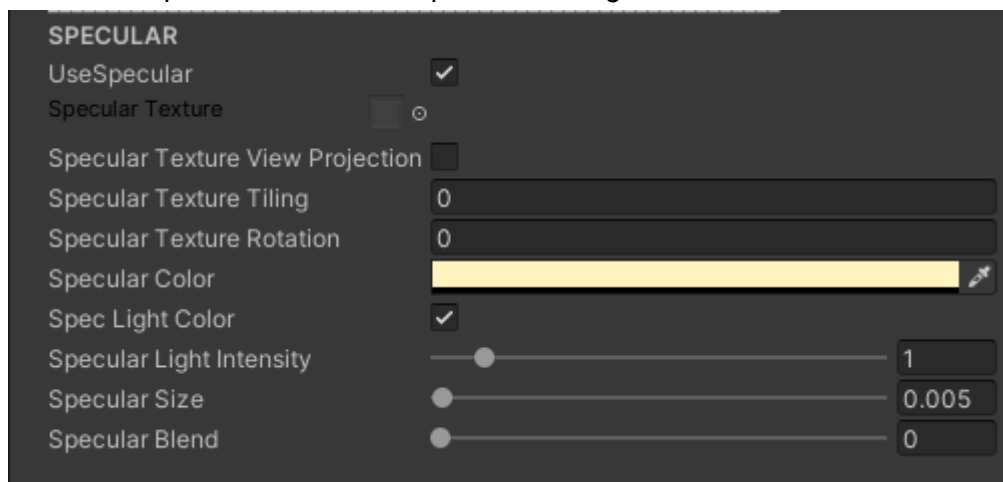 SPECULAR
UseSpecular
Specular Texture
Specular Texture View Projection
Specular Texture Tiling 0
Specular Texture Rotation 0
Specular Color
Spec Light Color
Specular Light Intensity 1
Specular Size 0.005
Specular Blend 0